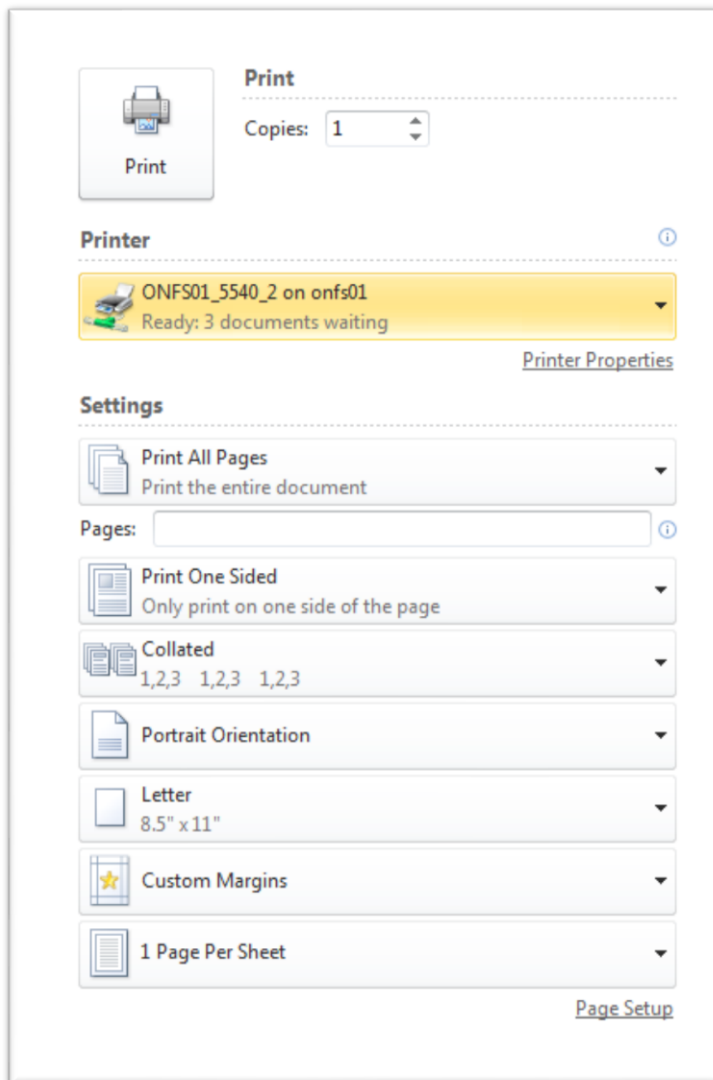 Print
Copies: 1
Print
Printer
ONFS01_5540_2 on onfs01
Ready: 3 documents waiting
Printer Properties
Settings
Print All Pages
Print the entire document
Pages:
Print One Sided
Only print on one side of the page
Collated
1,2,3 1,2,3 1,2,3
Portrait Orientation
Letter
8.5" x 11"
Custom Margins
1 Page Per Sheet
Page Setup